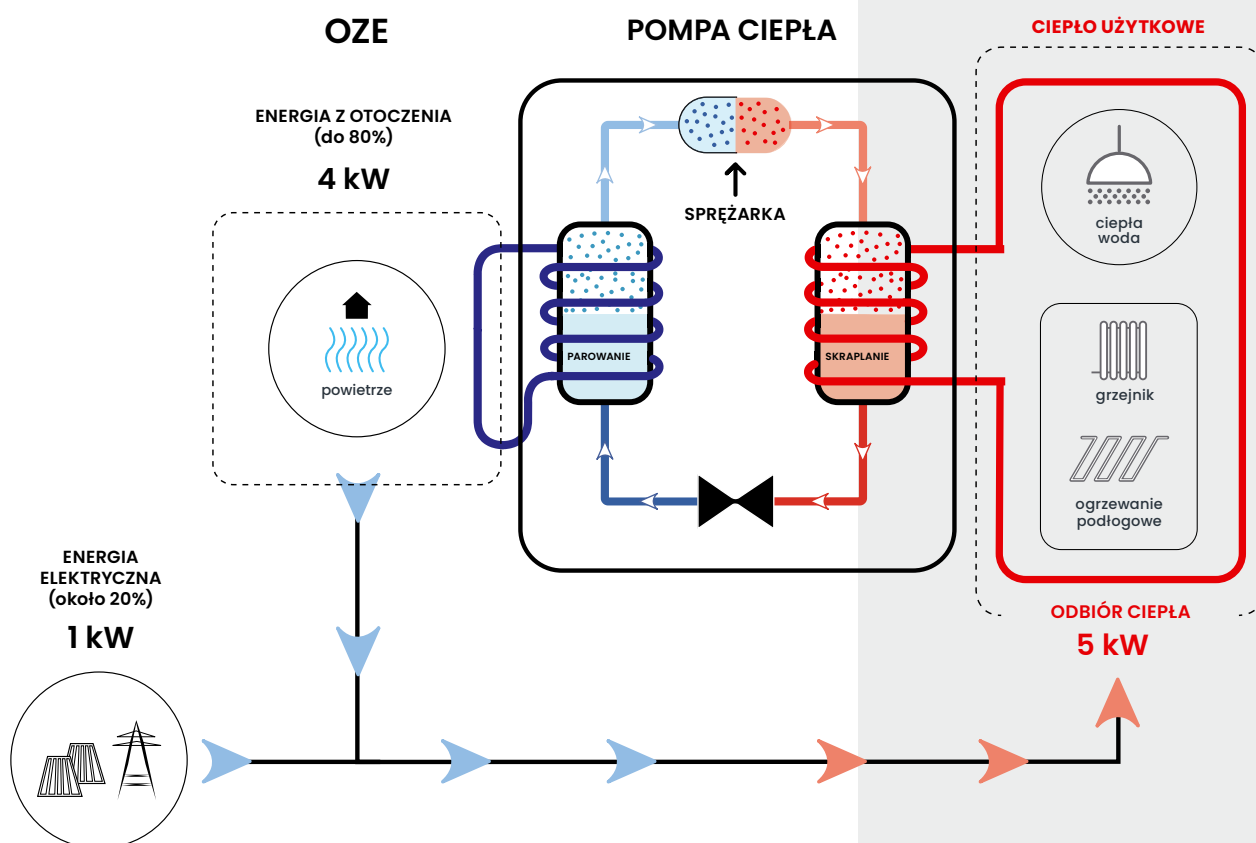 OZE
POMPA CIEPŁA
CIEPŁO UŻYTKOWE
ENERGIA Z OTOCZENIA
(do 80%)
4 kW
powietrze
SPRĘŻARKA
PAROWANIE
SKRAPLANIE
ciepła
woda
grzejnik
ogrzewanie
podłogowe
ENERGIA
ELEKTRYCZNA
(około 20%)
1 kW
ODBIÓR CIEPŁA
5 kW